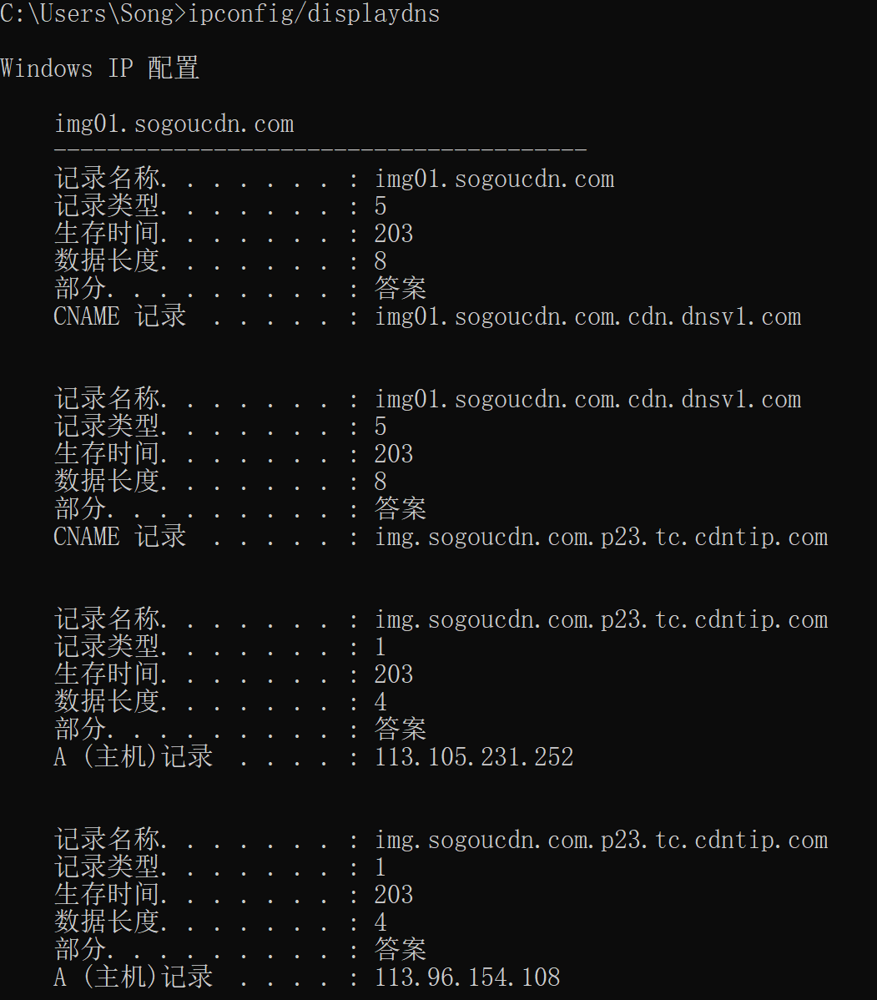 C:\Users\Song>ipconfig/displaydns
Windows IP 配置
img01.sogoucdn.com
----------------------------------------
记录名称. . . . . . . : img01.sogoucdn.com
记录类型. . . . . . . : 5
生存时间. . . . . . . : 203
数据长度. . . . . . . : 8
部分. . . . . . . . . : 答案
CNAME 记录  . . . . . : img01.sogoucdn.com.cdn.dnsv1.com
记录名称. . . . . . . : img01.sogoucdn.com.cdn.dnsv1.com
记录类型. . . . . . . : 5
生存时间. . . . . . . : 203
数据长度. . . . . . . : 8
部分. . . . . . . . . : 答案
CNAME 记录  . . . . . : img.sogoucdn.com.p23.tc.cdntip.com
记录名称. . . . . . . : img.sogoucdn.com.p23.tc.cdntip.com
记录类型. . . . . . . : 1
生存时间. . . . . . . : 203
数据长度. . . . . . . : 4
部分. . . . . . . . . : 答案
A (主机)记录  . . . . : 113.105.231.252
记录名称. . . . . . . : img.sogoucdn.com.p23.tc.cdntip.com
记录类型. . . . . . . : 1
生存时间. . . . . . . : 203
数据长度. . . . . . . : 4
部分. . . . . . . . . : 答案
A (主机)记录  . . . . : 113.96.154.108